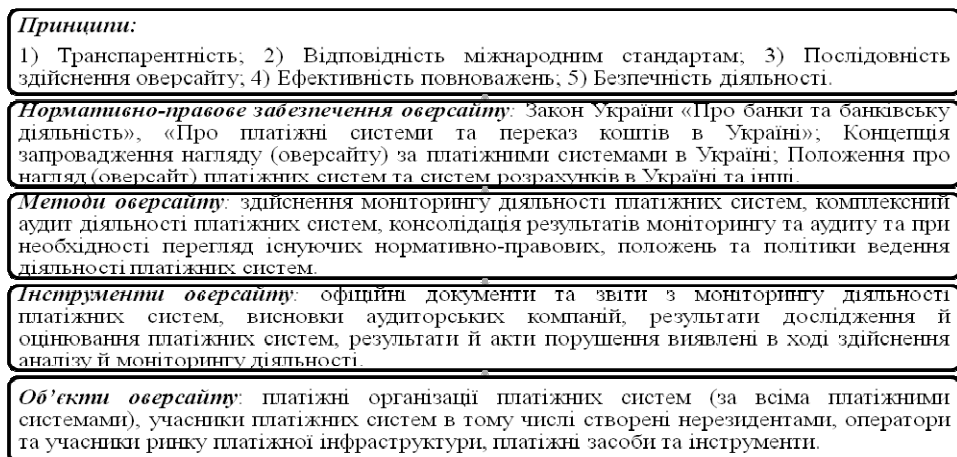 Принципи:
1) Транспарентність; 2) Відповідність міжнародним стандартам; 3) Послідовність
здійснення оверсайту; 4) Ефективність повноважень; 5) Безпечність діяльності.
Нормативно-правове забезпечення оверсайту: Закон України «Про банки та банківську
діяльність», «Про платіжні системи та переказ коштів в Україні»; Концепція
запровадження нагляду (оверсайту) за платіжними системами в Україні; Положення про
нагляд (оверсайт) платіжних систем та систем розрахунків в Україні та інші.
Методи оверсайту: здійснення моніторингу діяльності платіжних систем, комплексний
аудит діяльності платіжних систем, консолідація результатів моніторингу та аудиту та при
необхідності перегляд існуючих нормативно-правових, положень та політики ведення
діяльності платіжних систем.
Інструменти оверсайту: офіційні документи та звіти з моніторингу діяльності
платіжних систем, висновки аудиторських компаній, результати дослідження й
оцінювання платіжних систем, результати й акти порушення виявлені в ході здійснення
аналізу й моніторингу діяльності.
Об’єкти оверсайту: платіжні організації платіжних систем (за всіма платіжними
системами), учасники платіжних систем в тому числі створені нерезидентами, оператори
та учасники ринку платіжної інфраструктури, платіжні засоби та інструменти.